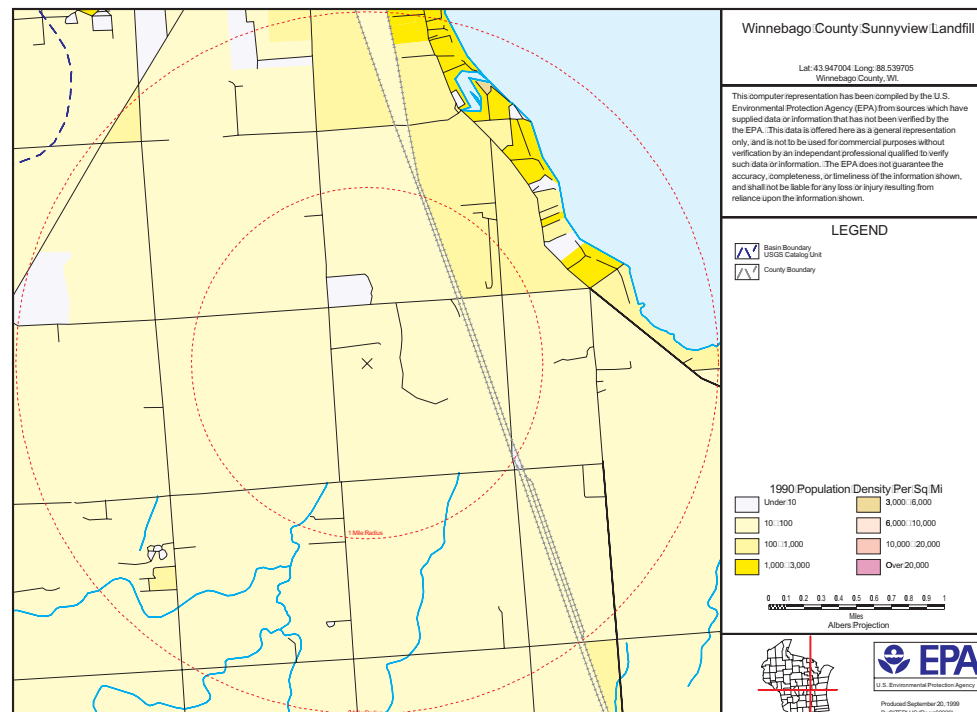 Winnebago County Sunnyview Landfill
Lat: 43.947004 Long: 88.539705
Winnebago County, WI.
This computer representation has been compiled by the U.S.
Environmental Protection Agency (EPA) from sources which have
supplied data or information that has not been verified by the
the EPA. This data is offered here as a general representation
only, and is not to be used for commercial purposes without
verification by an independant professional qualified to verify
such data or information. The EPA does not guarantee the
accuracy, completeness, or timeliness of the information shown,
and shall not be liable for any loss or injury resulting from
reliance upon the information shown.
LEGEND
Basin Boundary
USGS Catalog Unit
County Boundary
1990 Population Density Per Sq Mi
Under 10
10 100
100 1,000
1,000 3,000
3,000 6,000
6,000 10,000
10,000 20,000
Over 20,000
0 0.1 0.2 0.3 0.4 0.5 0.6 0.7 0.8 0.9 1
Miles
Albers Projection
1 Mile Radius
EPA
U.S. Environmental Protection Agency
Produced September 20, 1999